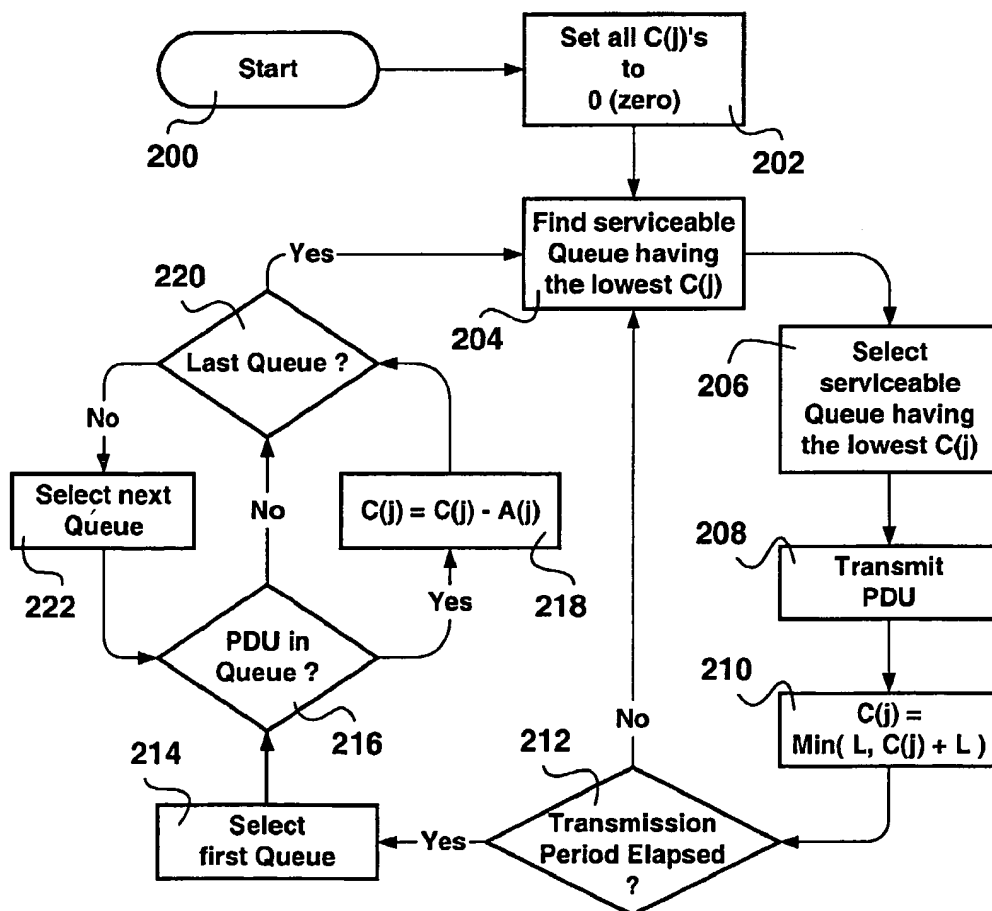 Start
200
Set all C(j)'s
to
0 (zero)
202
Find serviceable
Queue having
the lowest C(j)
204
Select
serviceable
Queue having
the lowest C(j)
206
Transmit
PDU
208
C(j) =
Min( L, C(j) + L )
210
Transmission
Period Elapsed
?
212
No
Yes
Select
first Queue
214
PDU in
Queue ?
216
Yes
No
C(j) = C(j) - A(j)
218
Last Queue ?
220
Yes
No
Select next
Queue
222